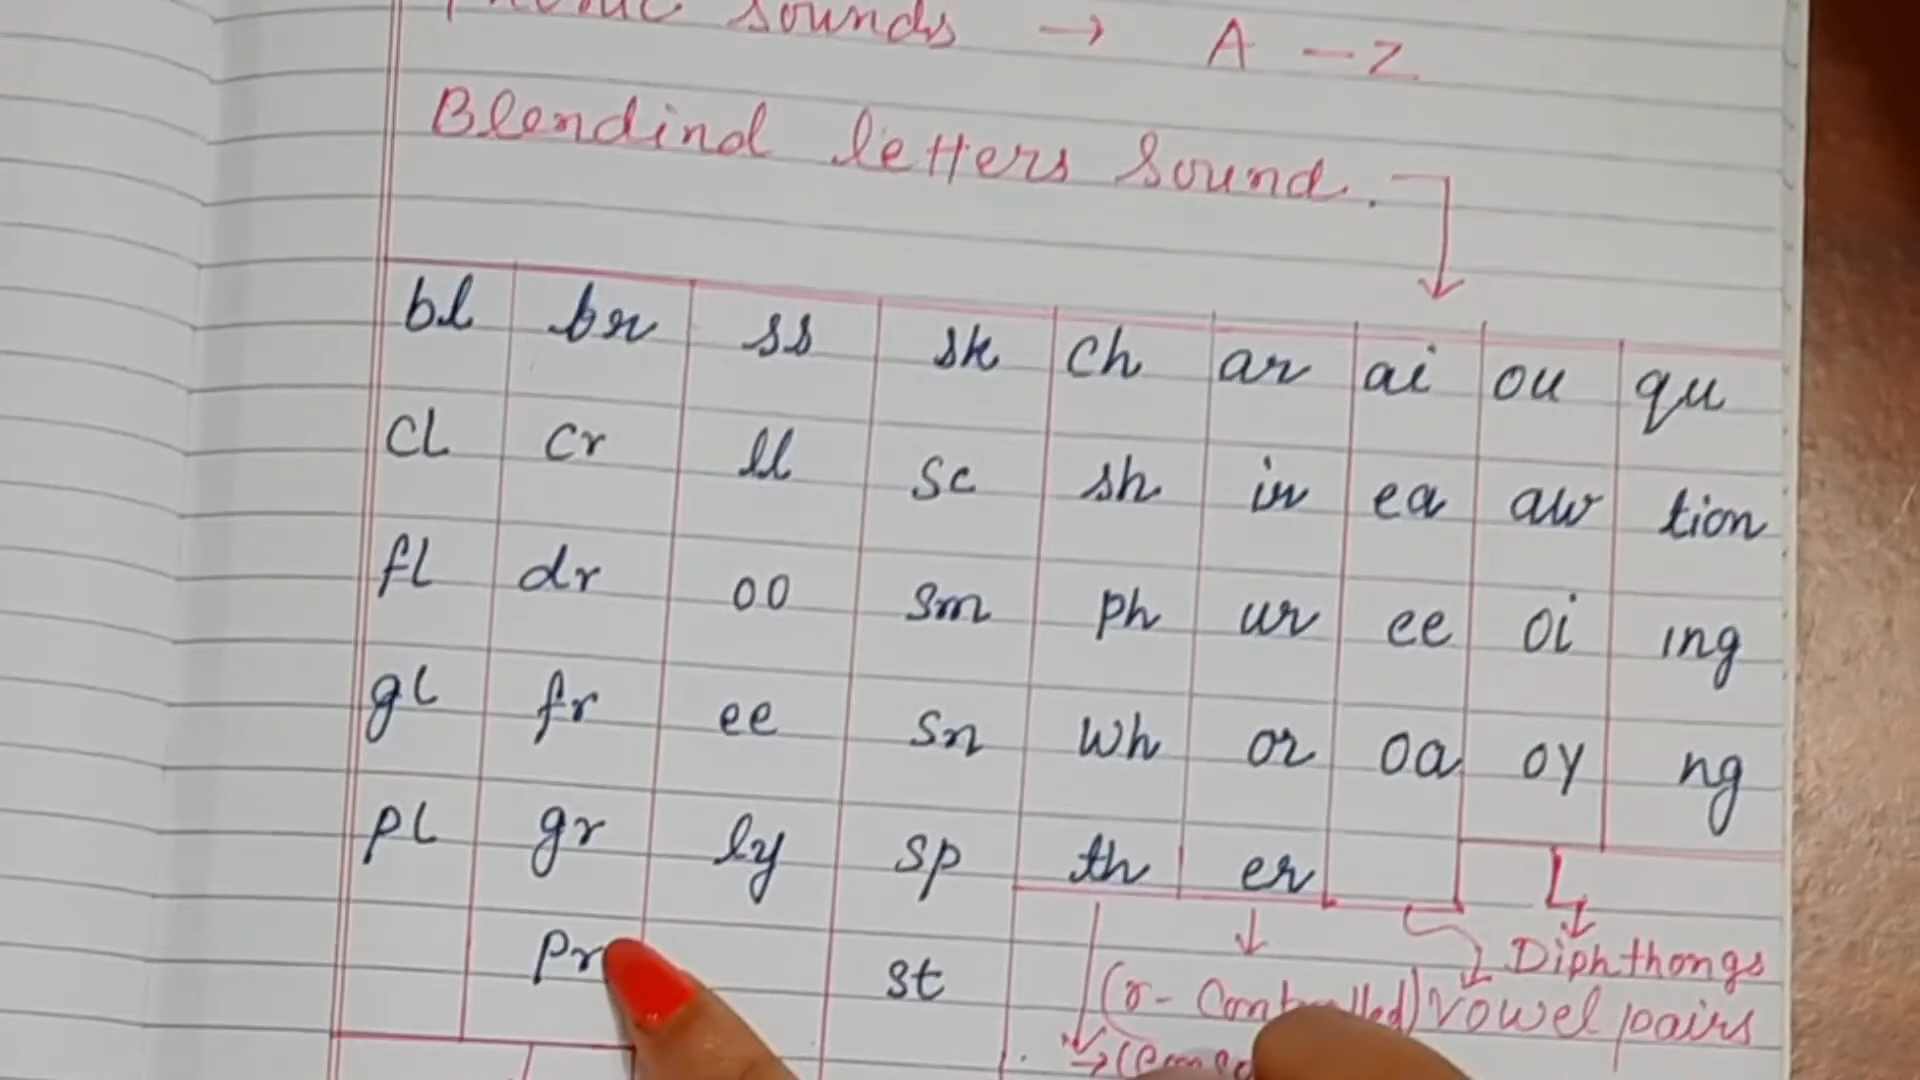 sounds → A - Z
Blendind letters Sound.
bl br ss sk ch ar ai ou qu
cl cr ll sc sh ir ea aw tion
fl dr oo sm ph ur ee oi ing
gl fr ee sn wh or oa oy ng
pl gr ly sp th er
pr st
Diphthongs
(r- Controlled) Vowel pairs